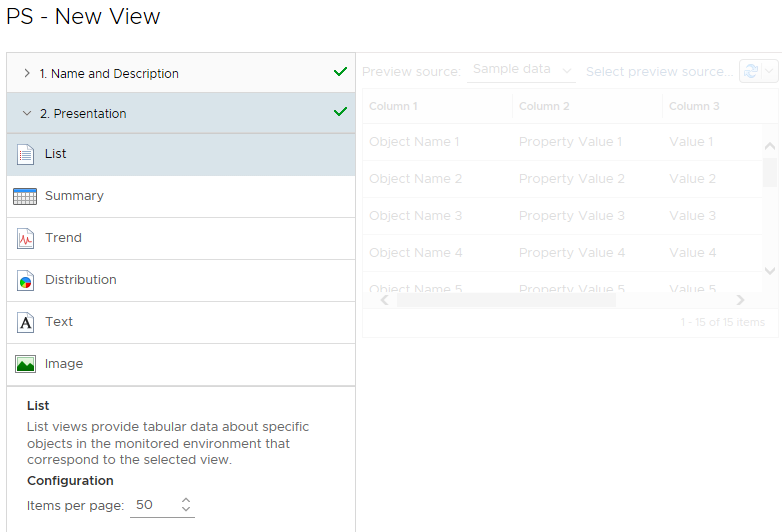 PS - New View
1. Name and Description
2. Presentation
List
Summary
Trend
Distribution
A Text
Image
List
List views provide tabular data about specific
objects in the monitored environment that
correspond to the selected view.
Configuration
Items per page: 50
Preview source: Sample data Select preview source...
Column 1 Column 2 Column 3
Object Name 1 Property Value 1 Value 1
Object Name 2 Property Value 2 Value 2
Object Name 3 Property Value 3 Value 3
Object Name 4 Property Value 4 Value 4
Object Name 5 Property Value 5 Value 5
1 - 15 of 15 items